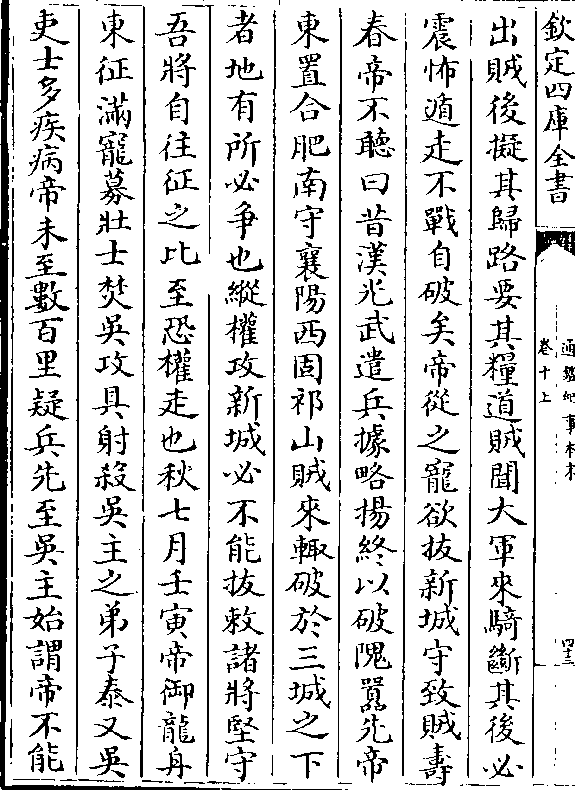 欽定四庫全書
通鑑紀事本末
卷十上
四三
出賊後擬其歸路要其糧道賊聞大軍來騎斷其後必
震怖遁走不戰自破矣帝從之寵欲拔新城守致賊壽
春帝不聽曰昔漢光武遣兵據略陽終以破隗囂先帝
東置合肥南守襄陽西固祁山賊來輙破於三城之下
者地有所必争也縱權攻新城必不能拔敕諸將堅守
吾將自往征之比至恐權走也秋七月壬寅帝御龍舟
東征滿寵募壯士焚吳攻具射殺吳主之弟子泰又吳
吏士多疾病帝未至數百里疑兵先至吳主始謂帝不能